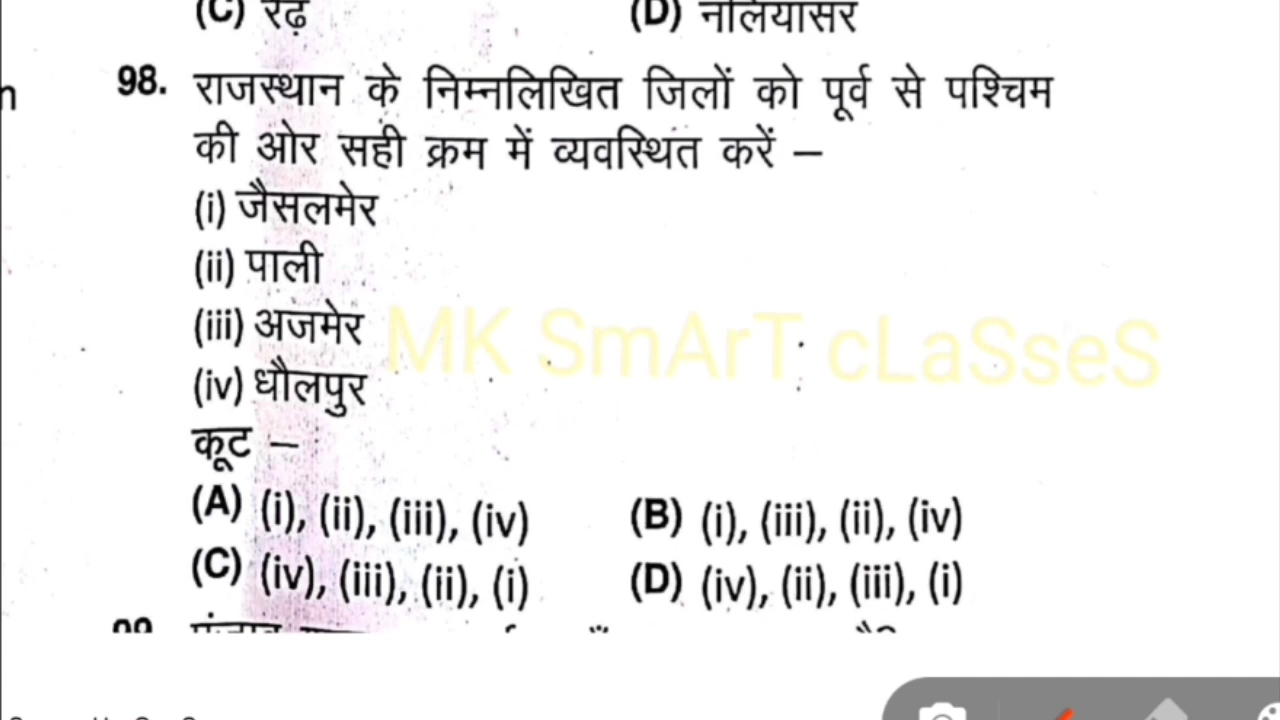 (C) रेढ़ (D) नलियासर
98. राजस्थान के निम्नलिखित जिलों को पूर्व से पश्चिम
की ओर सही क्रम में व्यवस्थित करें –
(i) जैसलमेर
(ii) पाली
(iii) अजमेर
(iv) धौलपुर
MK SmArT cLaSseS
कूट –
(A) (i), (ii), (iii), (iv) (B) (i), (iii), (ii), (iv)
(C) (iv), (iii), (ii), (i) (D) (iv), (ii), (iii), (i)